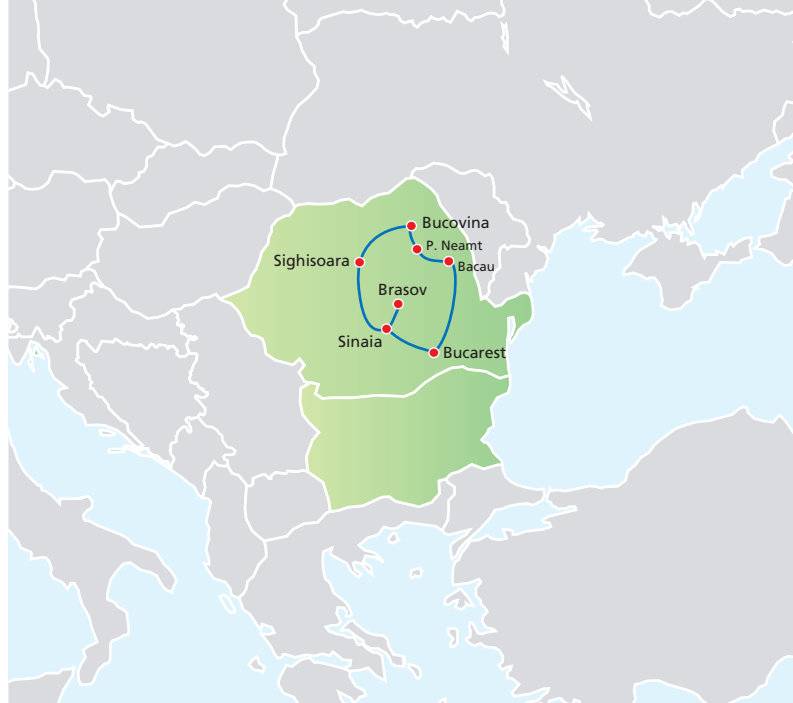 Bucovina
P. Neamt
Sighisoara
Bacau
Brasov
Sinaia
Bucarest